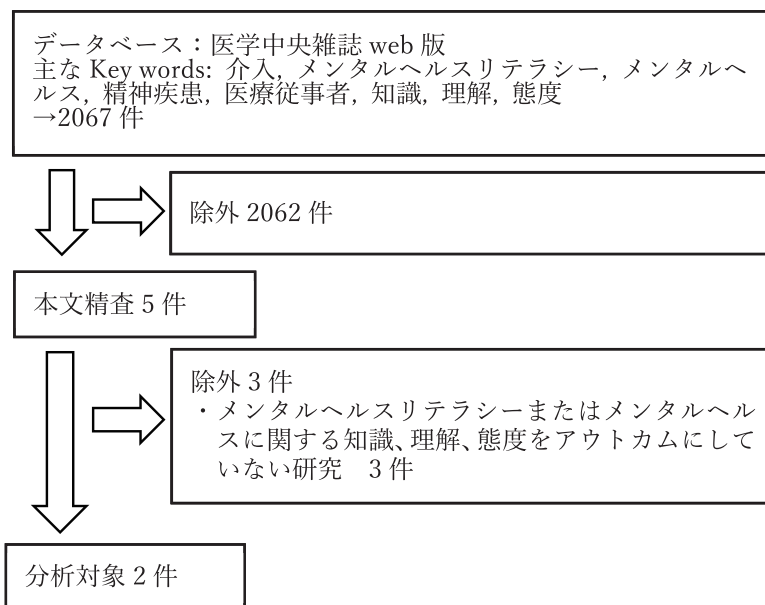 データベース：医学中央雑誌 web 版
主な Key words: 介入, メンタルヘルスリテラシー, メンタルヘ
ルス, 精神疾患, 医療従事者, 知識, 理解, 態度
→2067 件
除外 2062 件
本文精査 5 件
除外 3 件
・メンタルヘルスリテラシーまたはメンタルヘル
スに関する知識、理解、態度をアウトカムにして
いない研究　3 件
分析対象 2 件